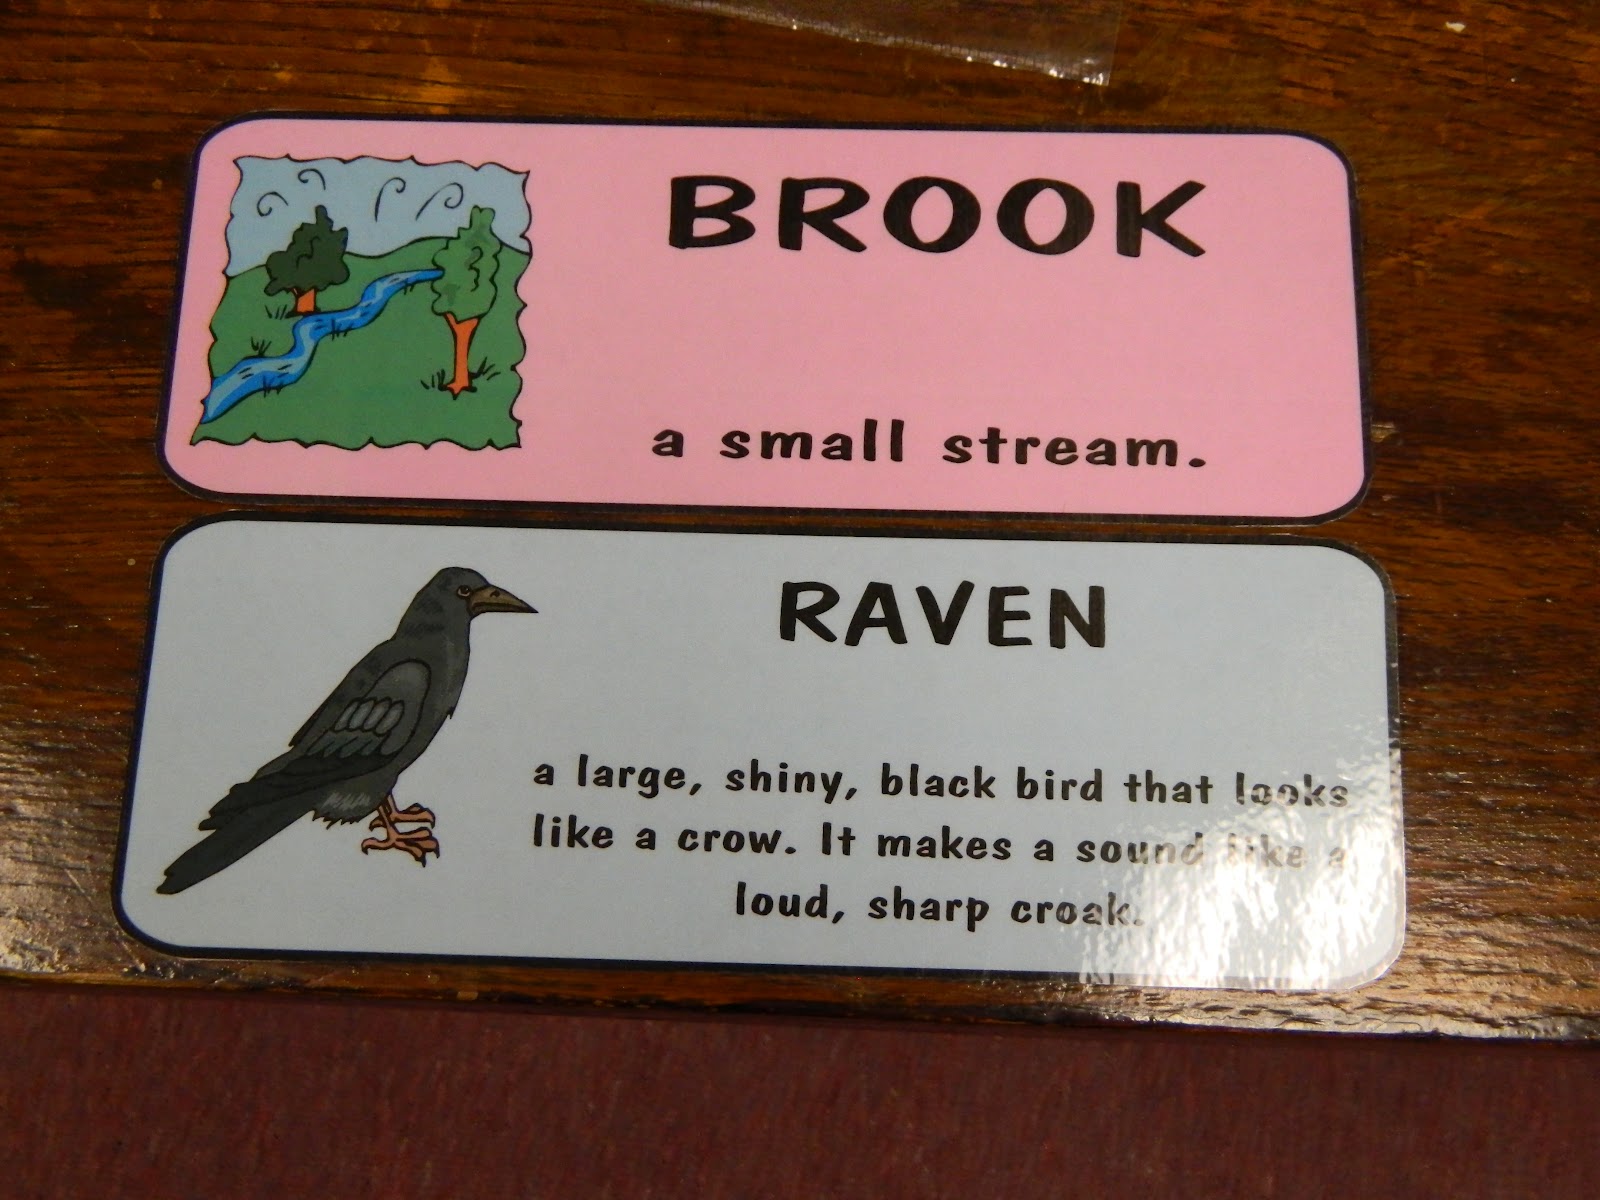 BROOK
a small stream.
RAVEN
a large, shiny, black bird that looks
like a crow. It makes a sound like a
loud, sharp croak.